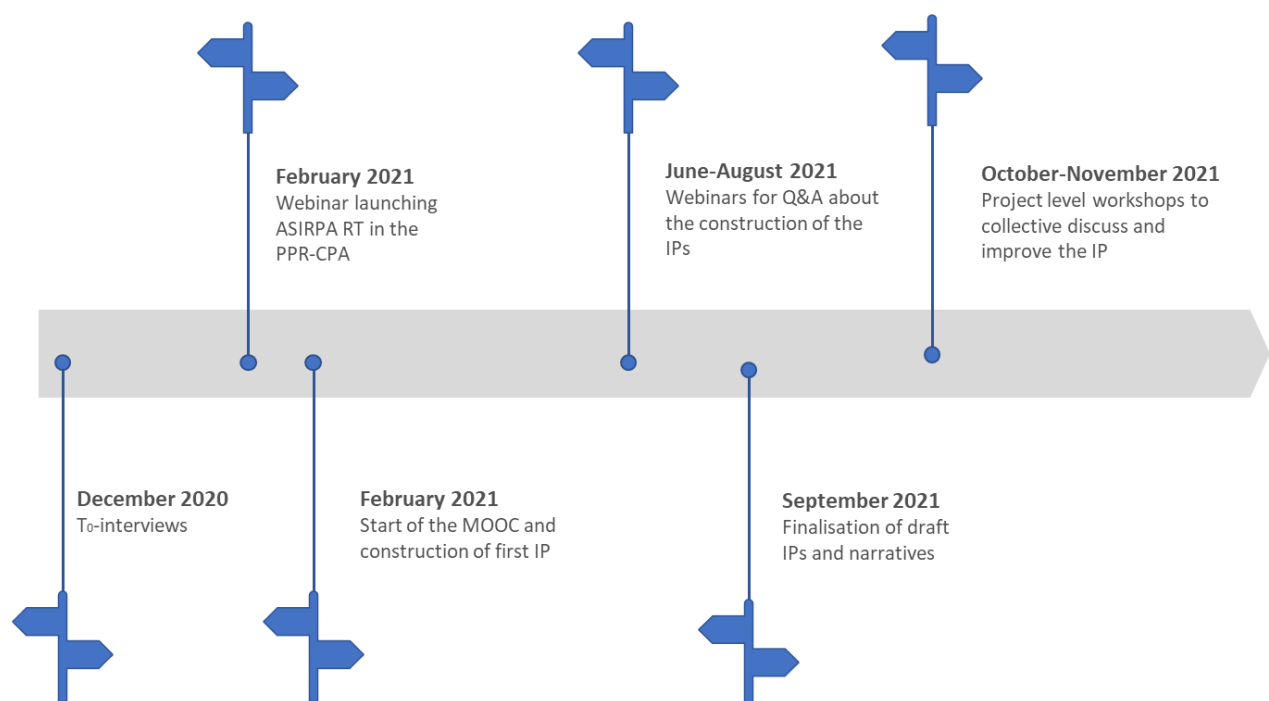 February 2021
Webinar launching
ASIRPA RT in the
PPR-CPA
June-August 2021
Webinars for Q&A about
the construction of the
IPs
October-November 2021
Project level workshops to
collective discuss and
improve the IP
December 2020
T₀-interviews
February 2021
Start of the MOOC and
construction of first IP
September 2021
Finalisation of draft
IPs and narratives